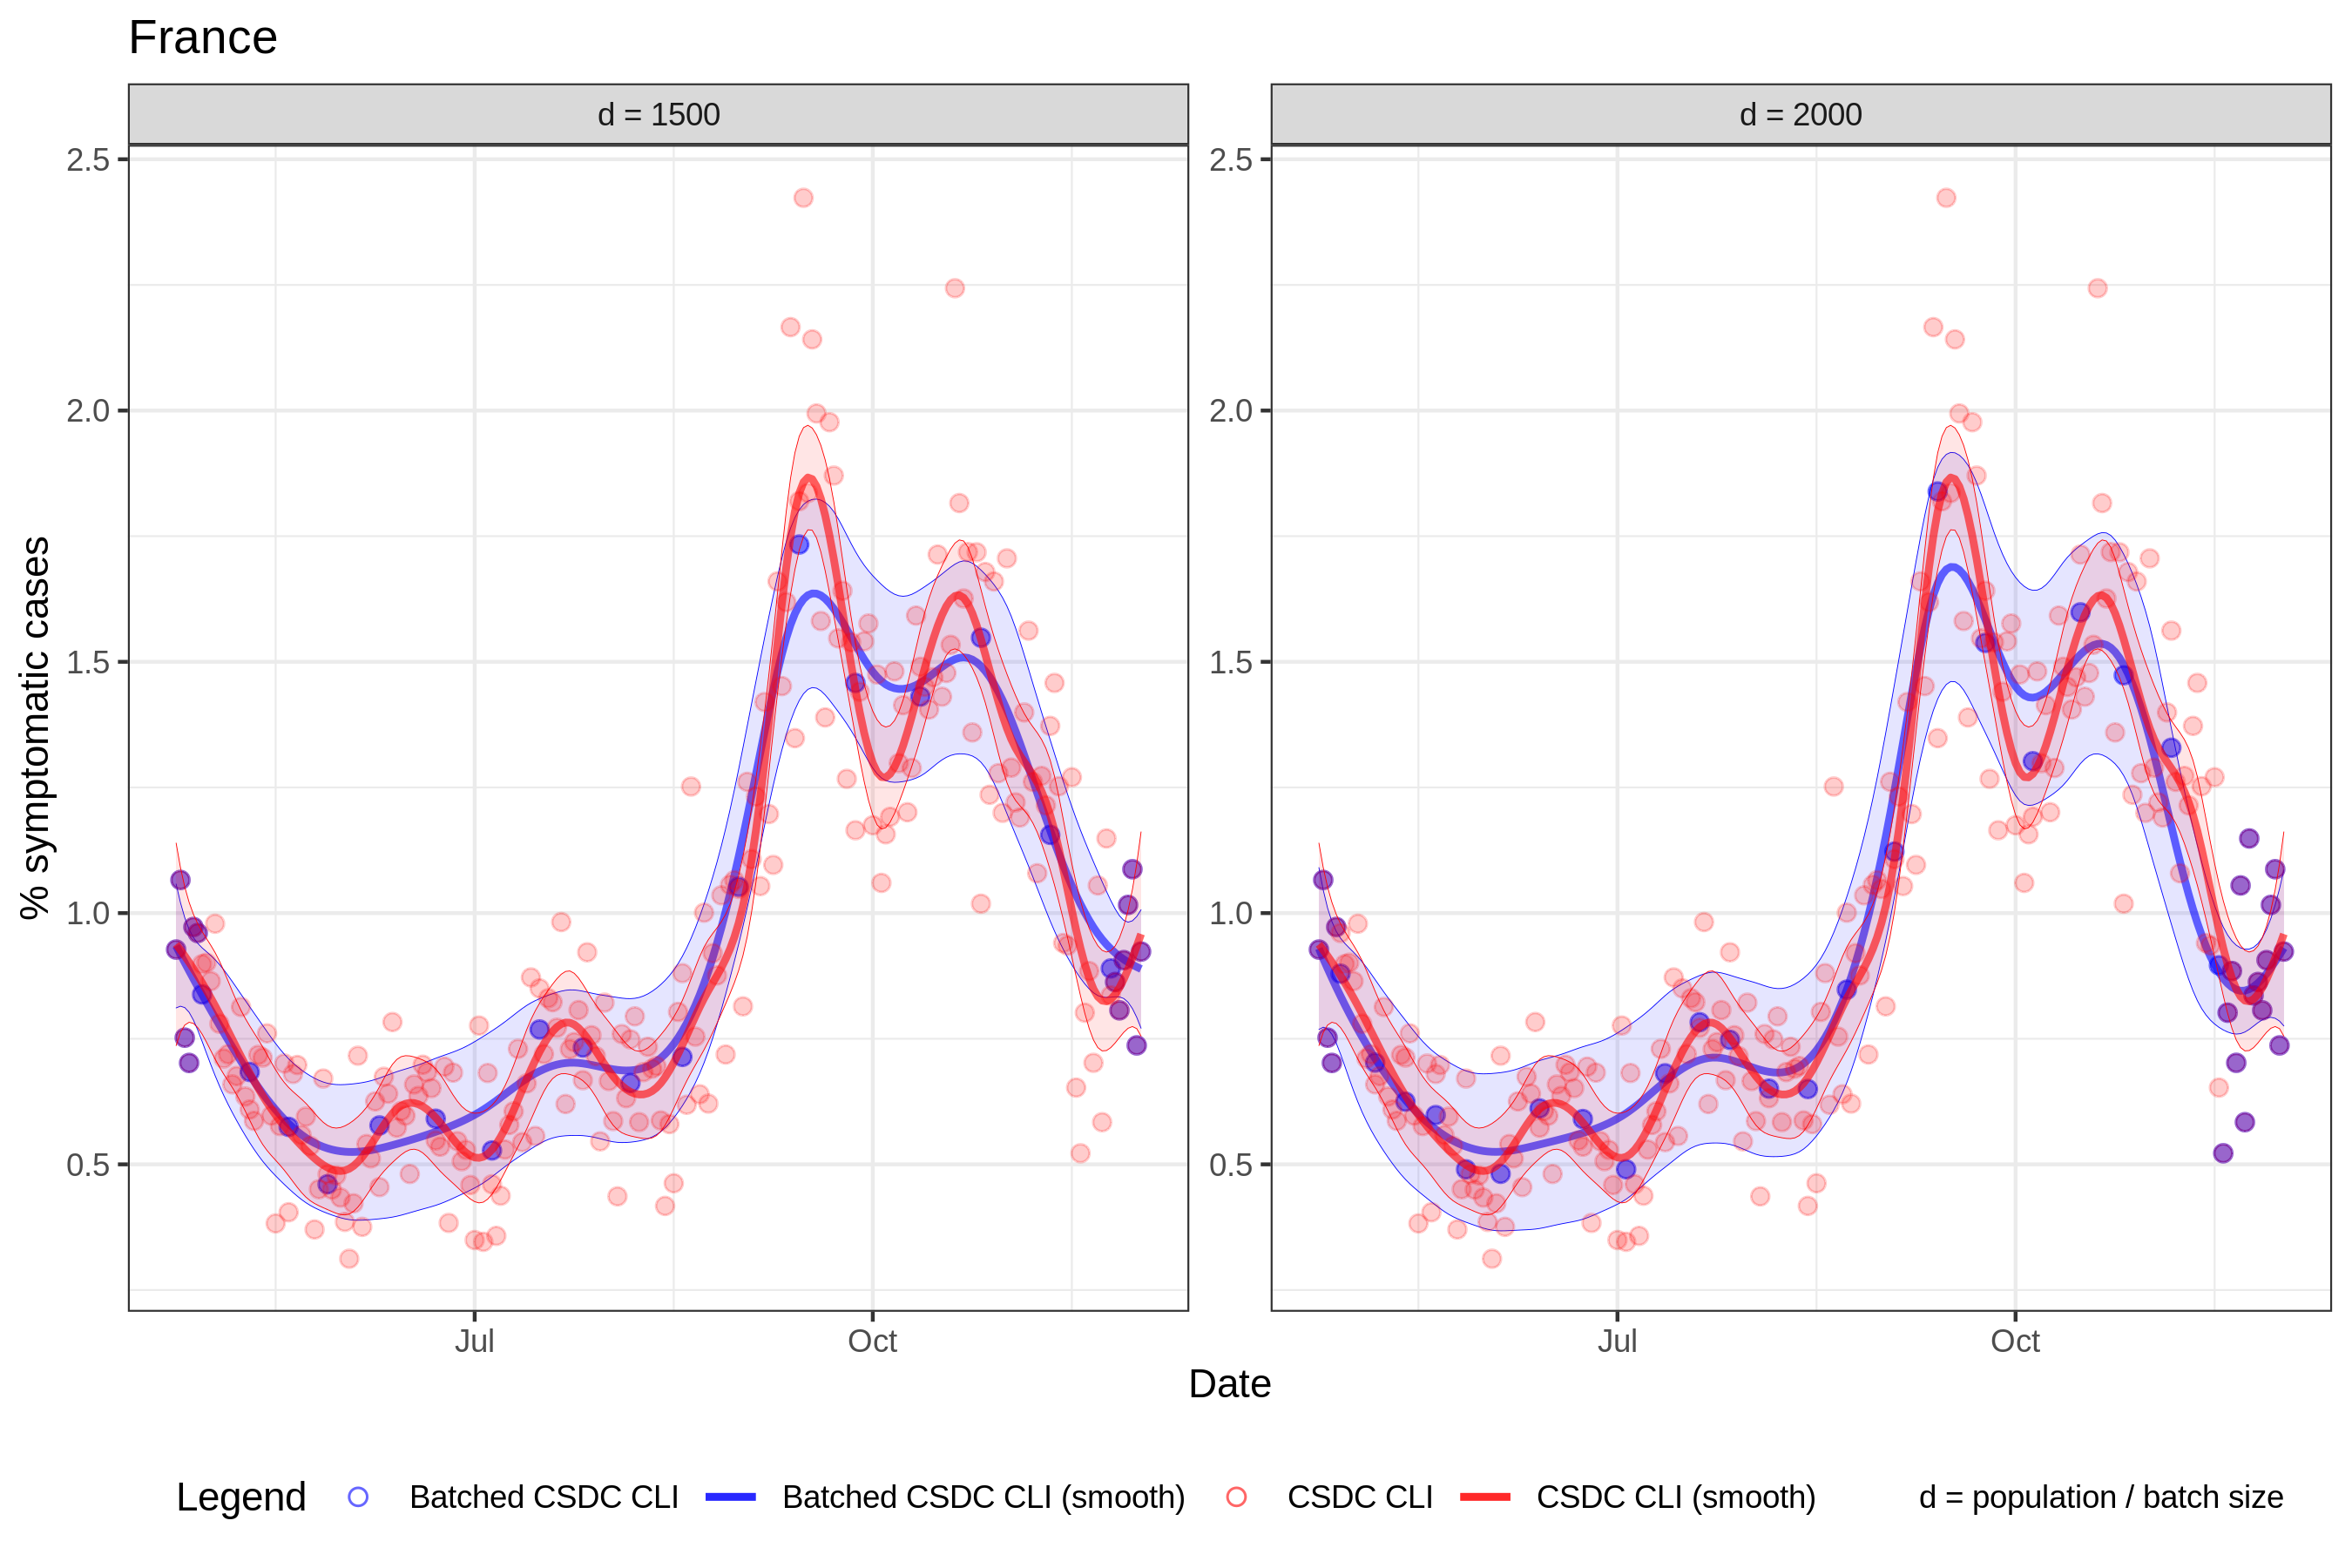 France
d = 1500
d = 2000
2.5
2.0
1.5
1.0
0.5
2.5
2.0
1.5
1.0
0.5
% symptomatic cases
Jul
Oct
Jul
Oct
Date
Legend
Batched CSDC CLI
Batched CSDC CLI (smooth)
CSDC CLI
CSDC CLI (smooth)
d = population / batch size